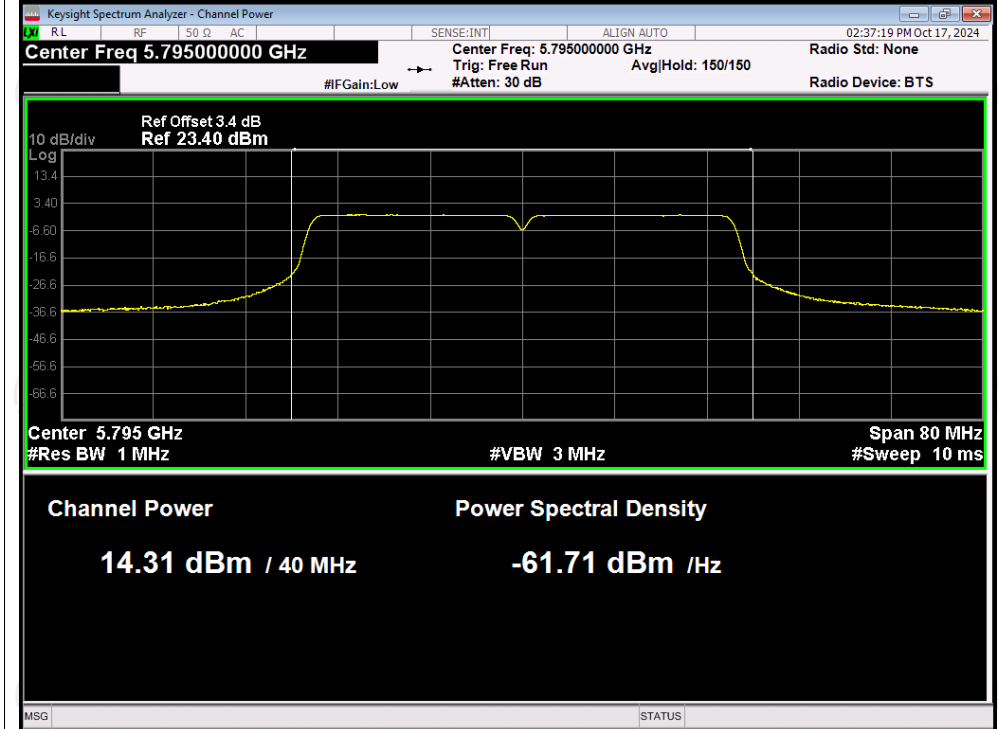 Keysight Spectrum Analyzer - Channel Power
LXI RL RF 50 Ω AC SENSE:INT ALIGN AUTO 02:37:19 PM Oct 17, 2024
Center Freq 5.795000000 GHz
Center Freq: 5.795000000 GHz
Radio Std: None
Trig: Free Run Avg|Hold: 150/150
#IFGain:Low #Atten: 30 dB Radio Device: BTS
Ref Offset 3.4 dB
10 dB/div Ref 23.40 dBm
Log
13.4
3.40
-6.60
-16.6
-26.6
-36.6
-46.6
-56.6
-66.6
Center 5.795 GHz Span 80 MHz
#Res BW 1 MHz #VBW 3 MHz #Sweep 10 ms
Channel Power Power Spectral Density
14.31 dBm / 40 MHz -61.71 dBm /Hz
MSG STATUS